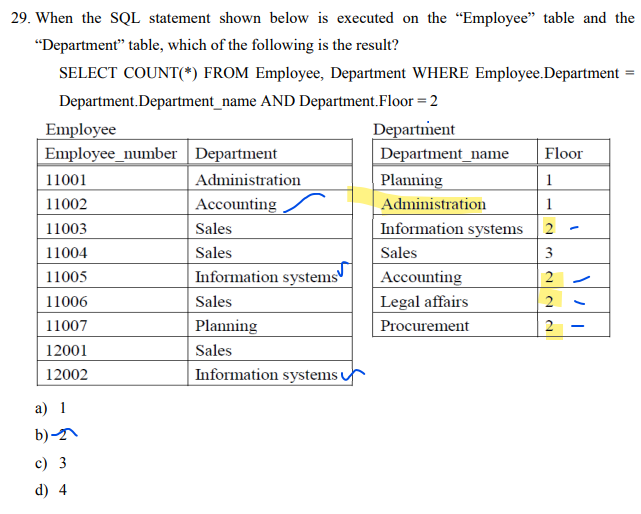 29. When the SQL statement shown below is executed on the “Employee” table and the
“Department” table, which of the following is the result?
SELECT COUNT(*) FROM Employee, Department WHERE Employee.Department =
Department.Department_name AND Department.Floor = 2
Employee Department
Employee_number Department Department_name Floor
11001 Administration Planning 1
11002 Accounting Administration 1
11003 Sales Information systems 2
11004 Sales Sales 3
11005 Information systems Accounting 2
11006 Sales Legal affairs 2
11007 Planning Procurement 2
12001 Sales
12002 Information systems
a) 1
b) 2
c) 3
d) 4